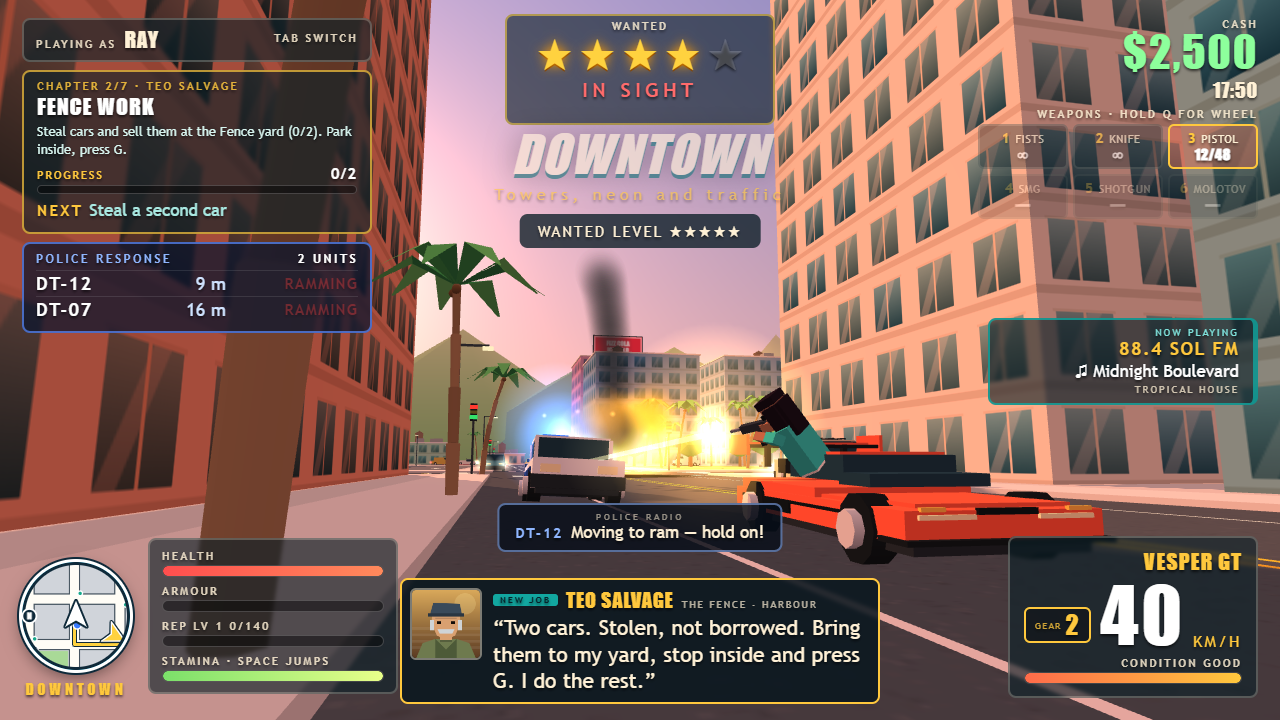 PLAYING AS RAY TAB SWITCH
CHAPTER 2/7 · TEO SALVAGE
FENCE WORK
Steal cars and sell them at the Fence yard (0/2). Park
inside, press G.
PROGRESS 0/2
NEXT Steal a second car
POLICE RESPONSE 2 UNITS
DT-12 9 m RAMMING
DT-07 16 m RAMMING
WANTED
IN SIGHT
DOWNTOWN
Towers, neon and traffic
WANTED LEVEL ★★★★★
CASH
$2,500
17:50
WEAPONS · HOLD Q FOR WHEEL
1 FISTS 2 KNIFE 3 PISTOL
∞ ∞ 12/48
4 SMG 5 SHOTGUN 6 MOLOTOV
— — —
NOW PLAYING
88.4 SOL FM
♫ Midnight Boulevard
TROPICAL HOUSE
POLICE RADIO
DT-12 Moving to ram — hold on!
HEALTH
ARMOUR
REP LV 1 0/140
STAMINA · SPACE JUMPS
DOWNTOWN
NEW JOB TEO SALVAGE THE FENCE · HARBOUR
“Two cars. Stolen, not borrowed. Bring
them to my yard, stop inside and press
G. I do the rest.”
VESPER GT
GEAR 2 40 KM/H
CONDITION GOOD